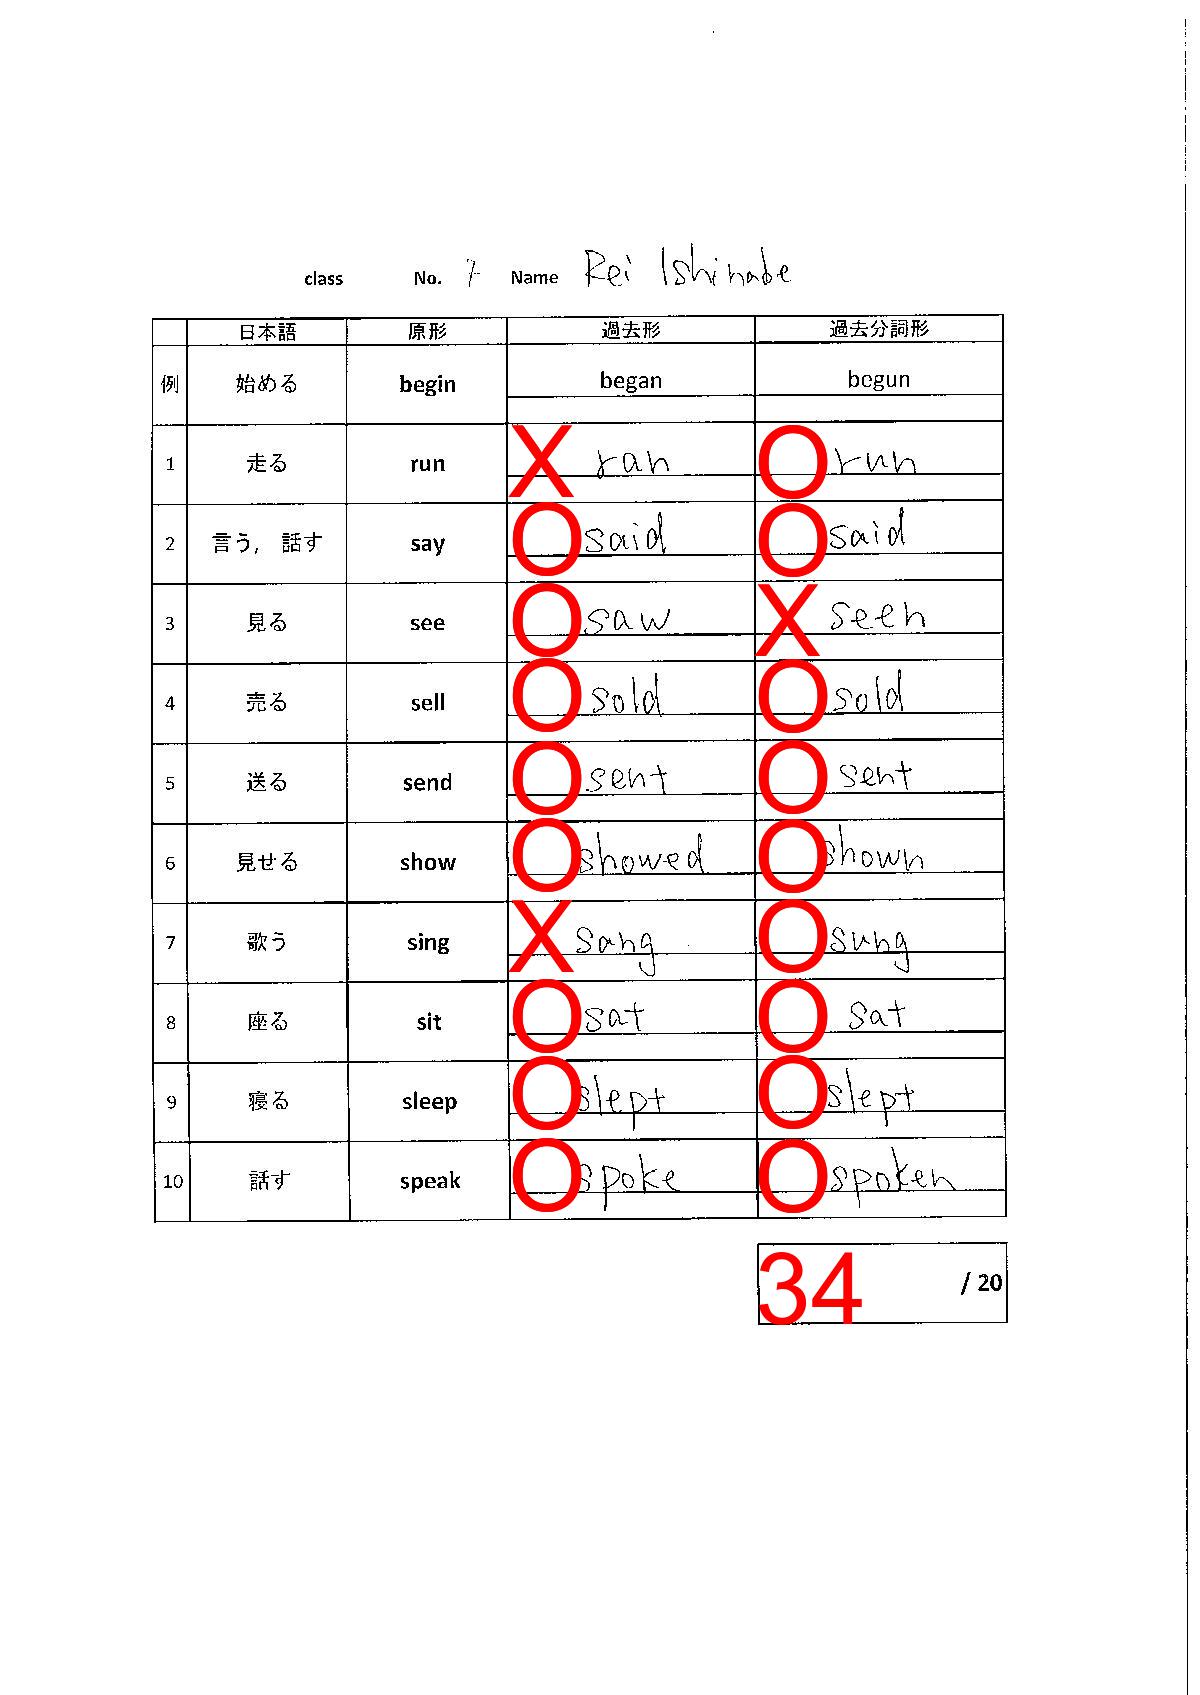 class No. 7 Name Rei Ishinabe
日本語 原形 過去形 過去分詞形
例 始める begin began begun
1 走る run X ran O run
2 言う, 話す say O said O said
3 見る see O saw X seen
4 売る sell O sold O sold
5 送る send O sent O sent
6 見せる show O showed O shown
7 歌う sing X sang O sung
8 座る sit O sat O sat
9 寝る sleep O slept O slept
10 話す speak O spoke O spoken
34 / 20